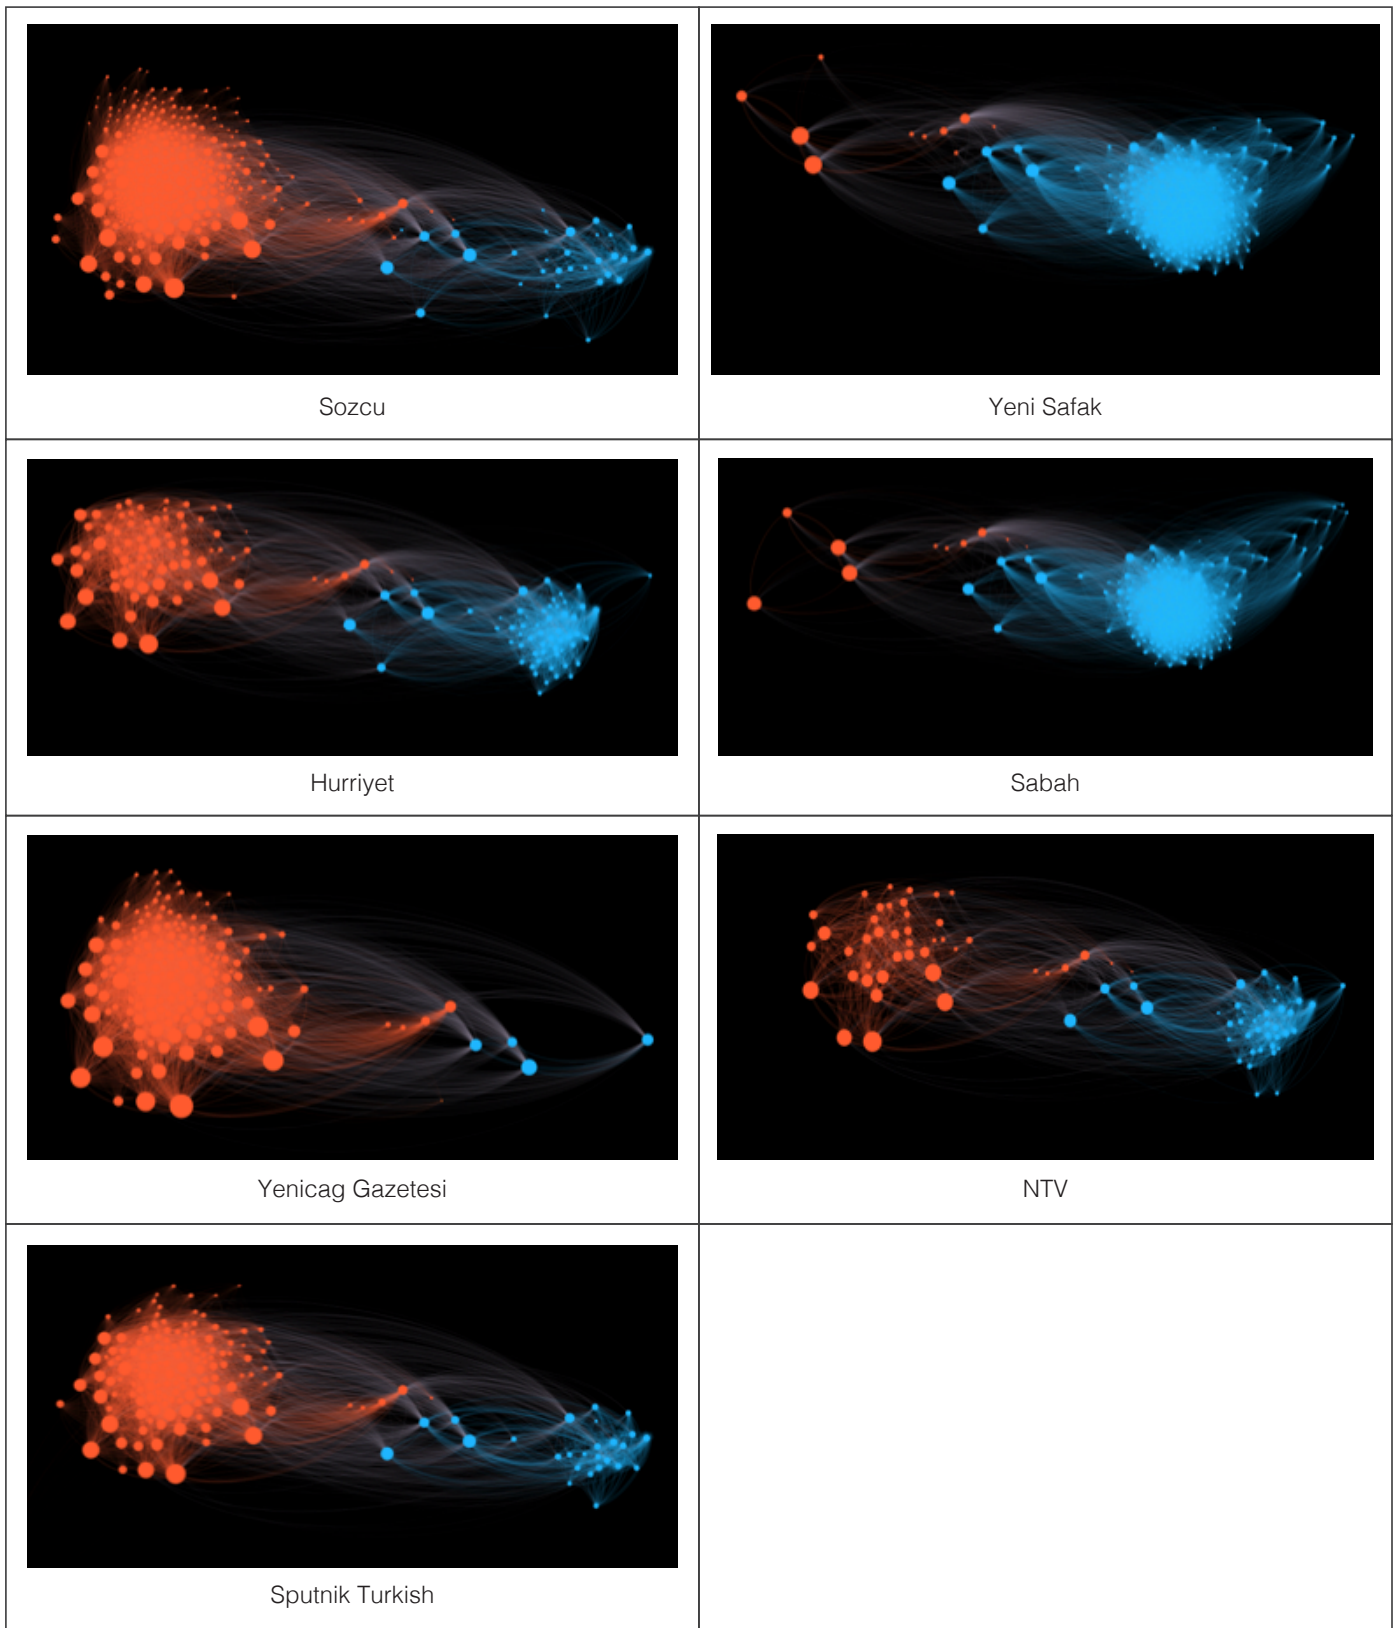 Sozcu
Yeni Safak
Hurriyet
Sabah
Yenicag Gazetesi
NTV
Sputnik Turkish